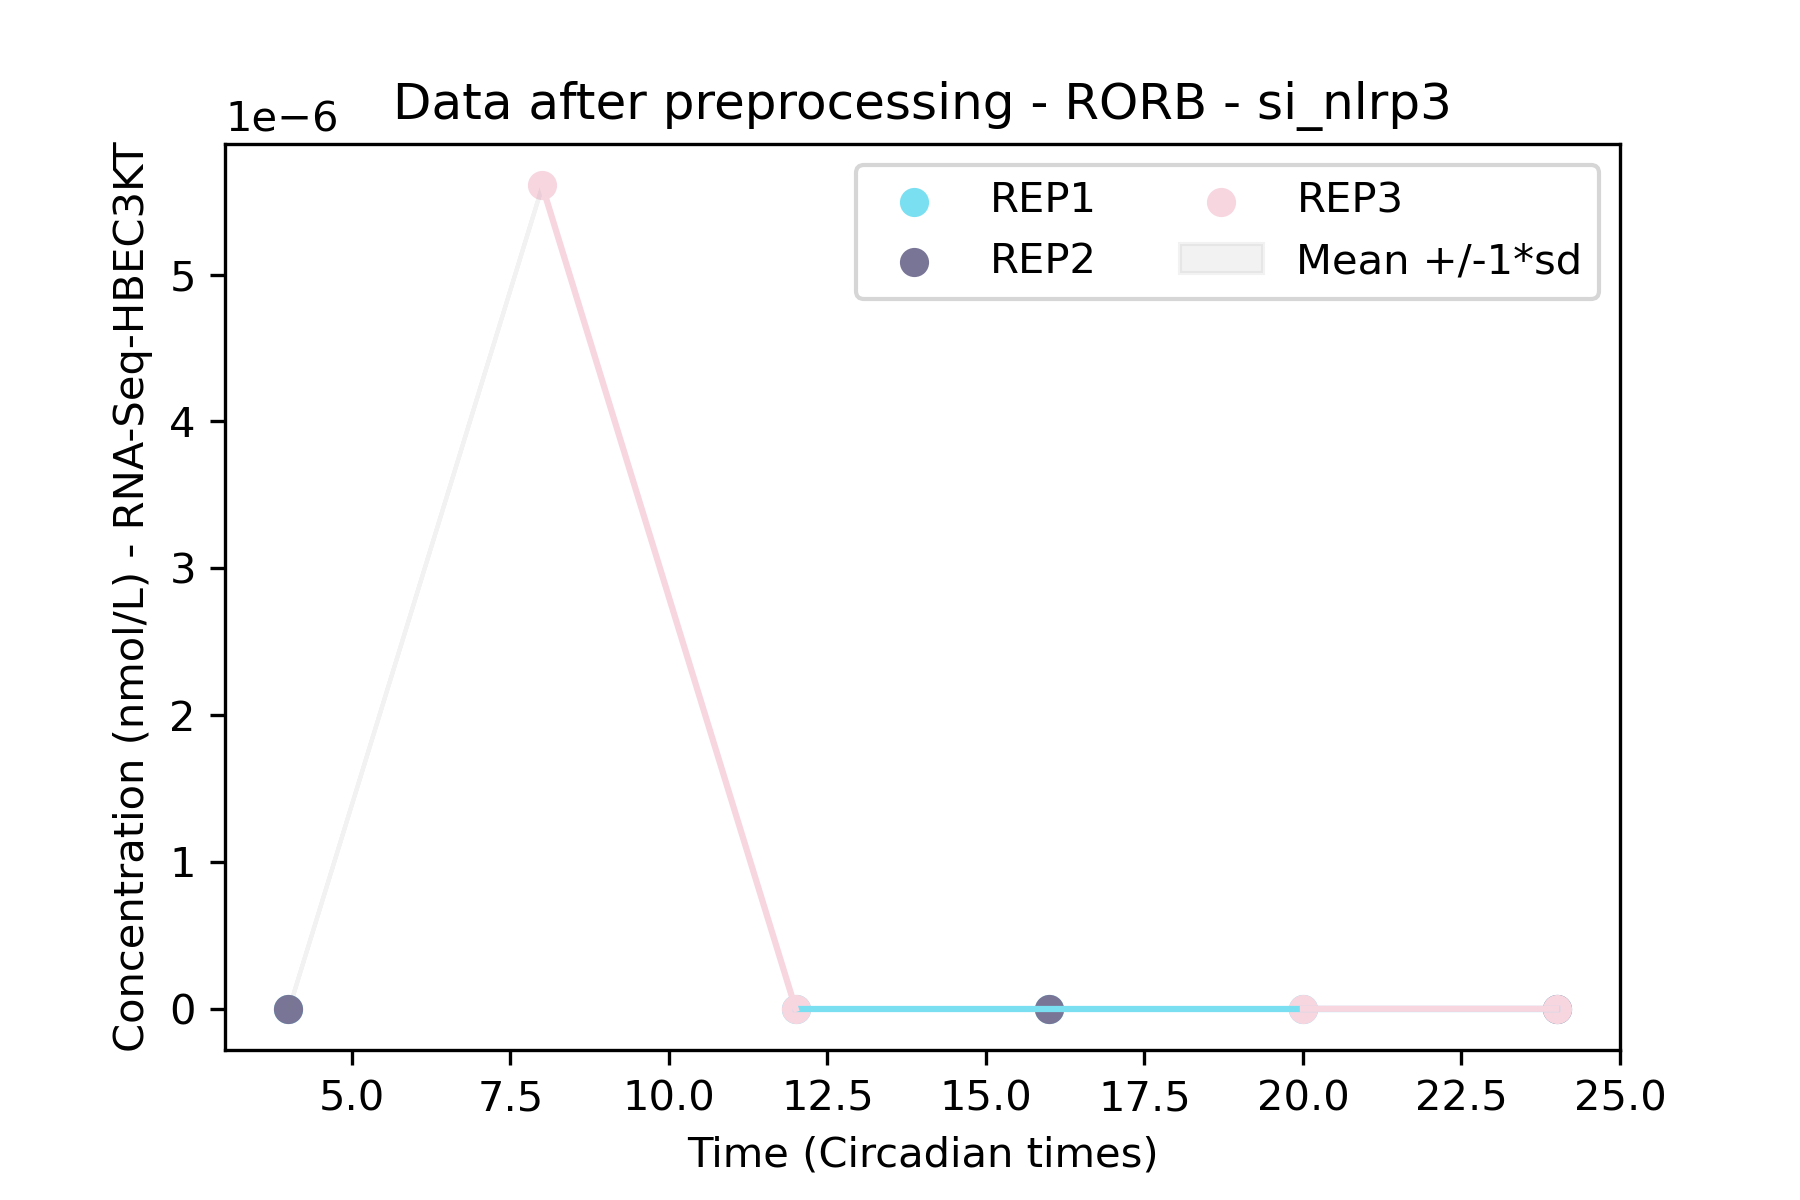 Data after preprocessing - RORB - si_nlrp3
1e−6
Concentration (nmol/L) - RNA-Seq-HBEC3KT
REP1
REP2
REP3
Mean +/-1*sd
5
4
3
2
1
0
5.0 7.5 10.0 12.5 15.0 17.5 20.0 22.5 25.0
Time (Circadian times)